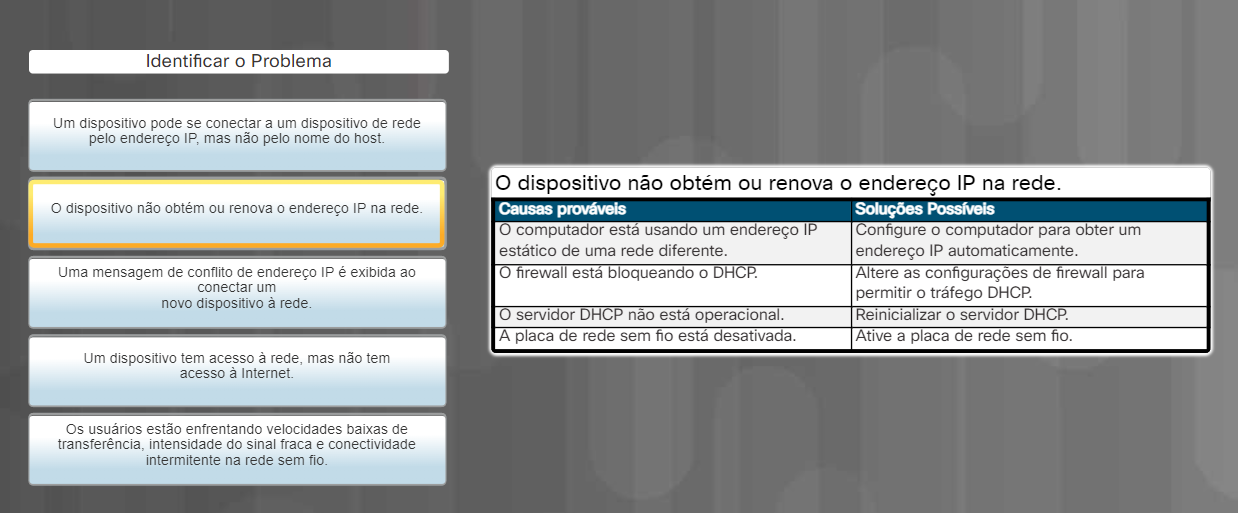 Identificar o Problema
Um dispositivo pode se conectar a um dispositivo de rede
pelo endereço IP, mas não pelo nome do host.
O dispositivo não obtém ou renova o endereço IP na rede.
Uma mensagem de conflito de endereço IP é exibida ao
conectar um
novo dispositivo à rede.
Um dispositivo tem acesso à rede, mas não tem
acesso à Internet.
Os usuários estão enfrentando velocidades baixas de
transferência, intensidade do sinal fraca e conectividade
intermitente na rede sem fio.
O dispositivo não obtém ou renova o endereço IP na rede.
Causas prováveis
Soluções Possíveis
O computador está usando um endereço IP
estático de uma rede diferente.
Configure o computador para obter um
endereço IP automaticamente.
O firewall está bloqueando o DHCP.
Altere as configurações de firewall para
permitir o tráfego DHCP.
O servidor DHCP não está operacional.
Reinicializar o servidor DHCP.
A placa de rede sem fio está desativada.
Ative a placa de rede sem fio.